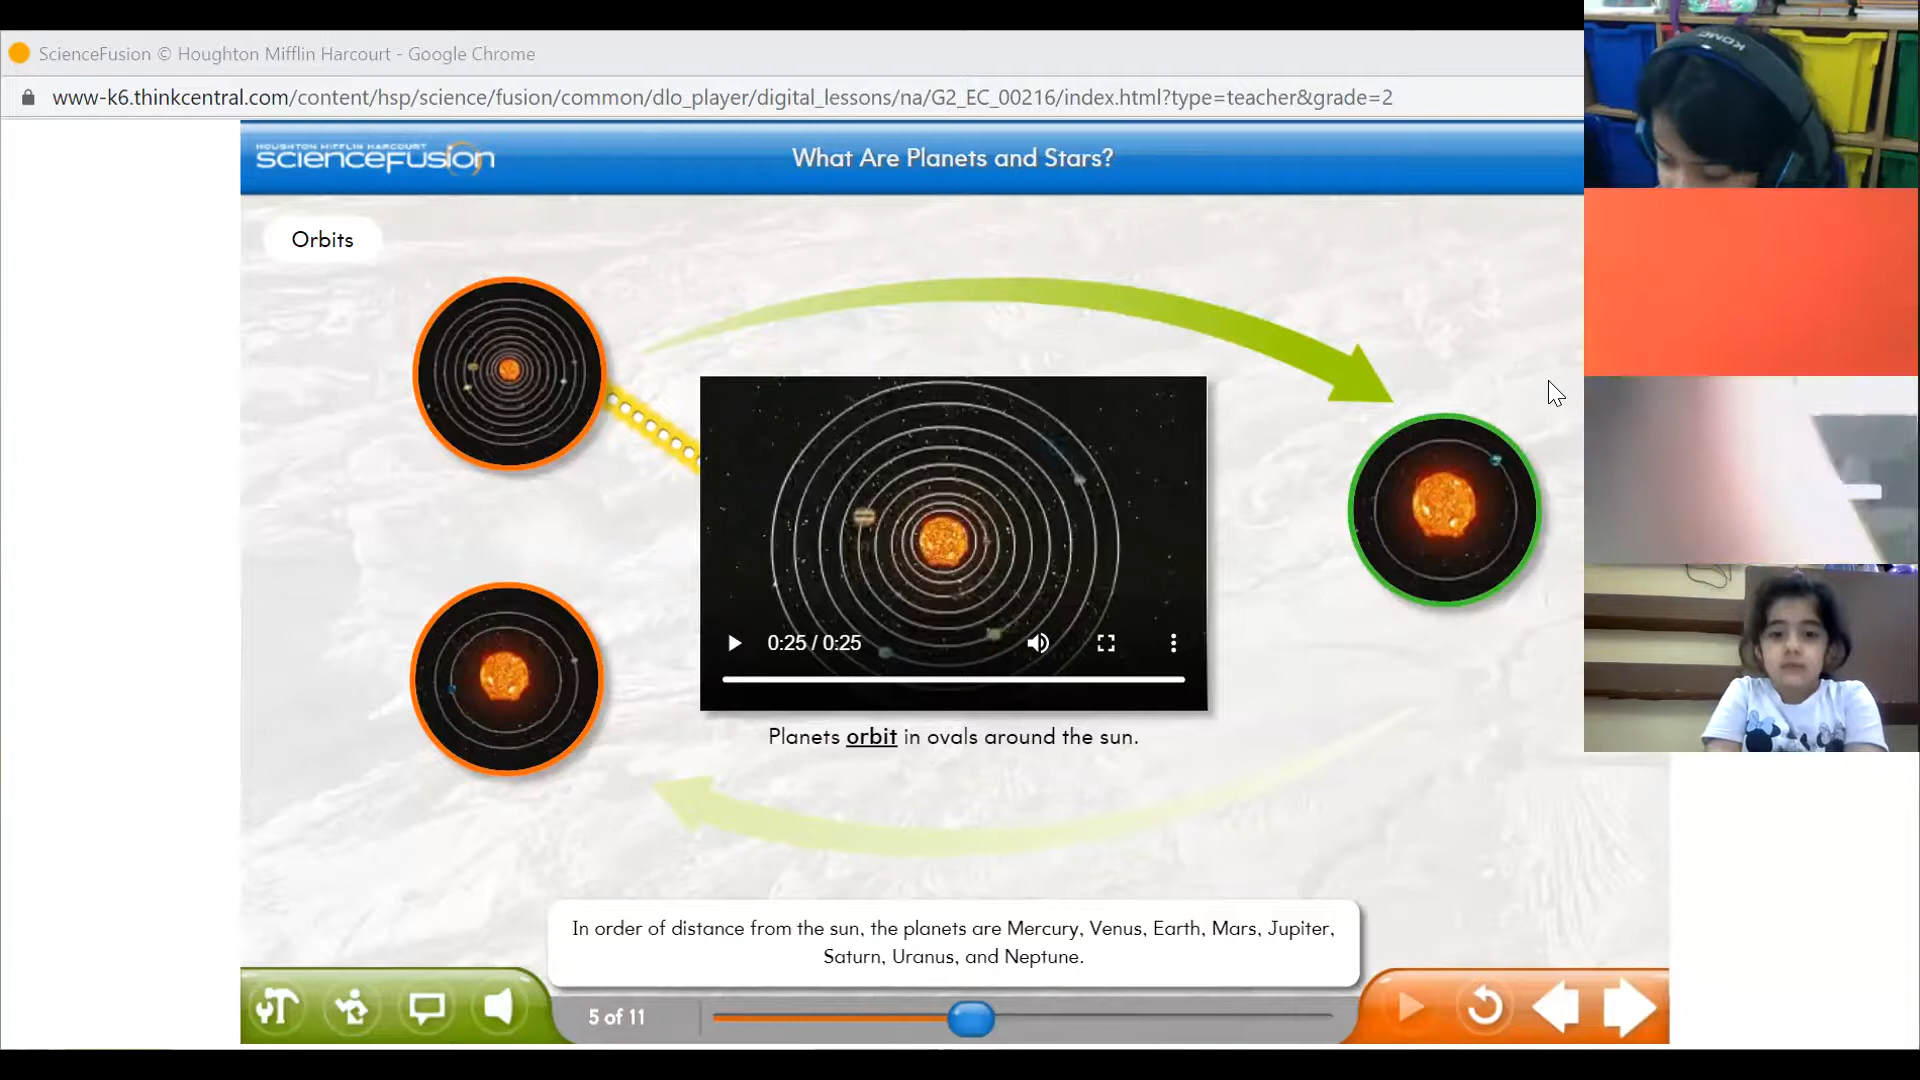 ScienceFusion © Houghton Mifflin Harcourt - Google Chrome
www-k6.thinkcentral.com/content/hsp/science/fusion/common/dlo_player/digital_lessons/na/G2_EC_00216/index.html?type=teacher&grade=2
HOUGHTON MIFFLIN HARCOURT
scienceFusion
What Are Planets and Stars?
Orbits
0:25 / 0:25
Planets orbit in ovals around the sun.
In order of distance from the sun, the planets are Mercury, Venus, Earth, Mars, Jupiter,
Saturn, Uranus, and Neptune.
5 of 11